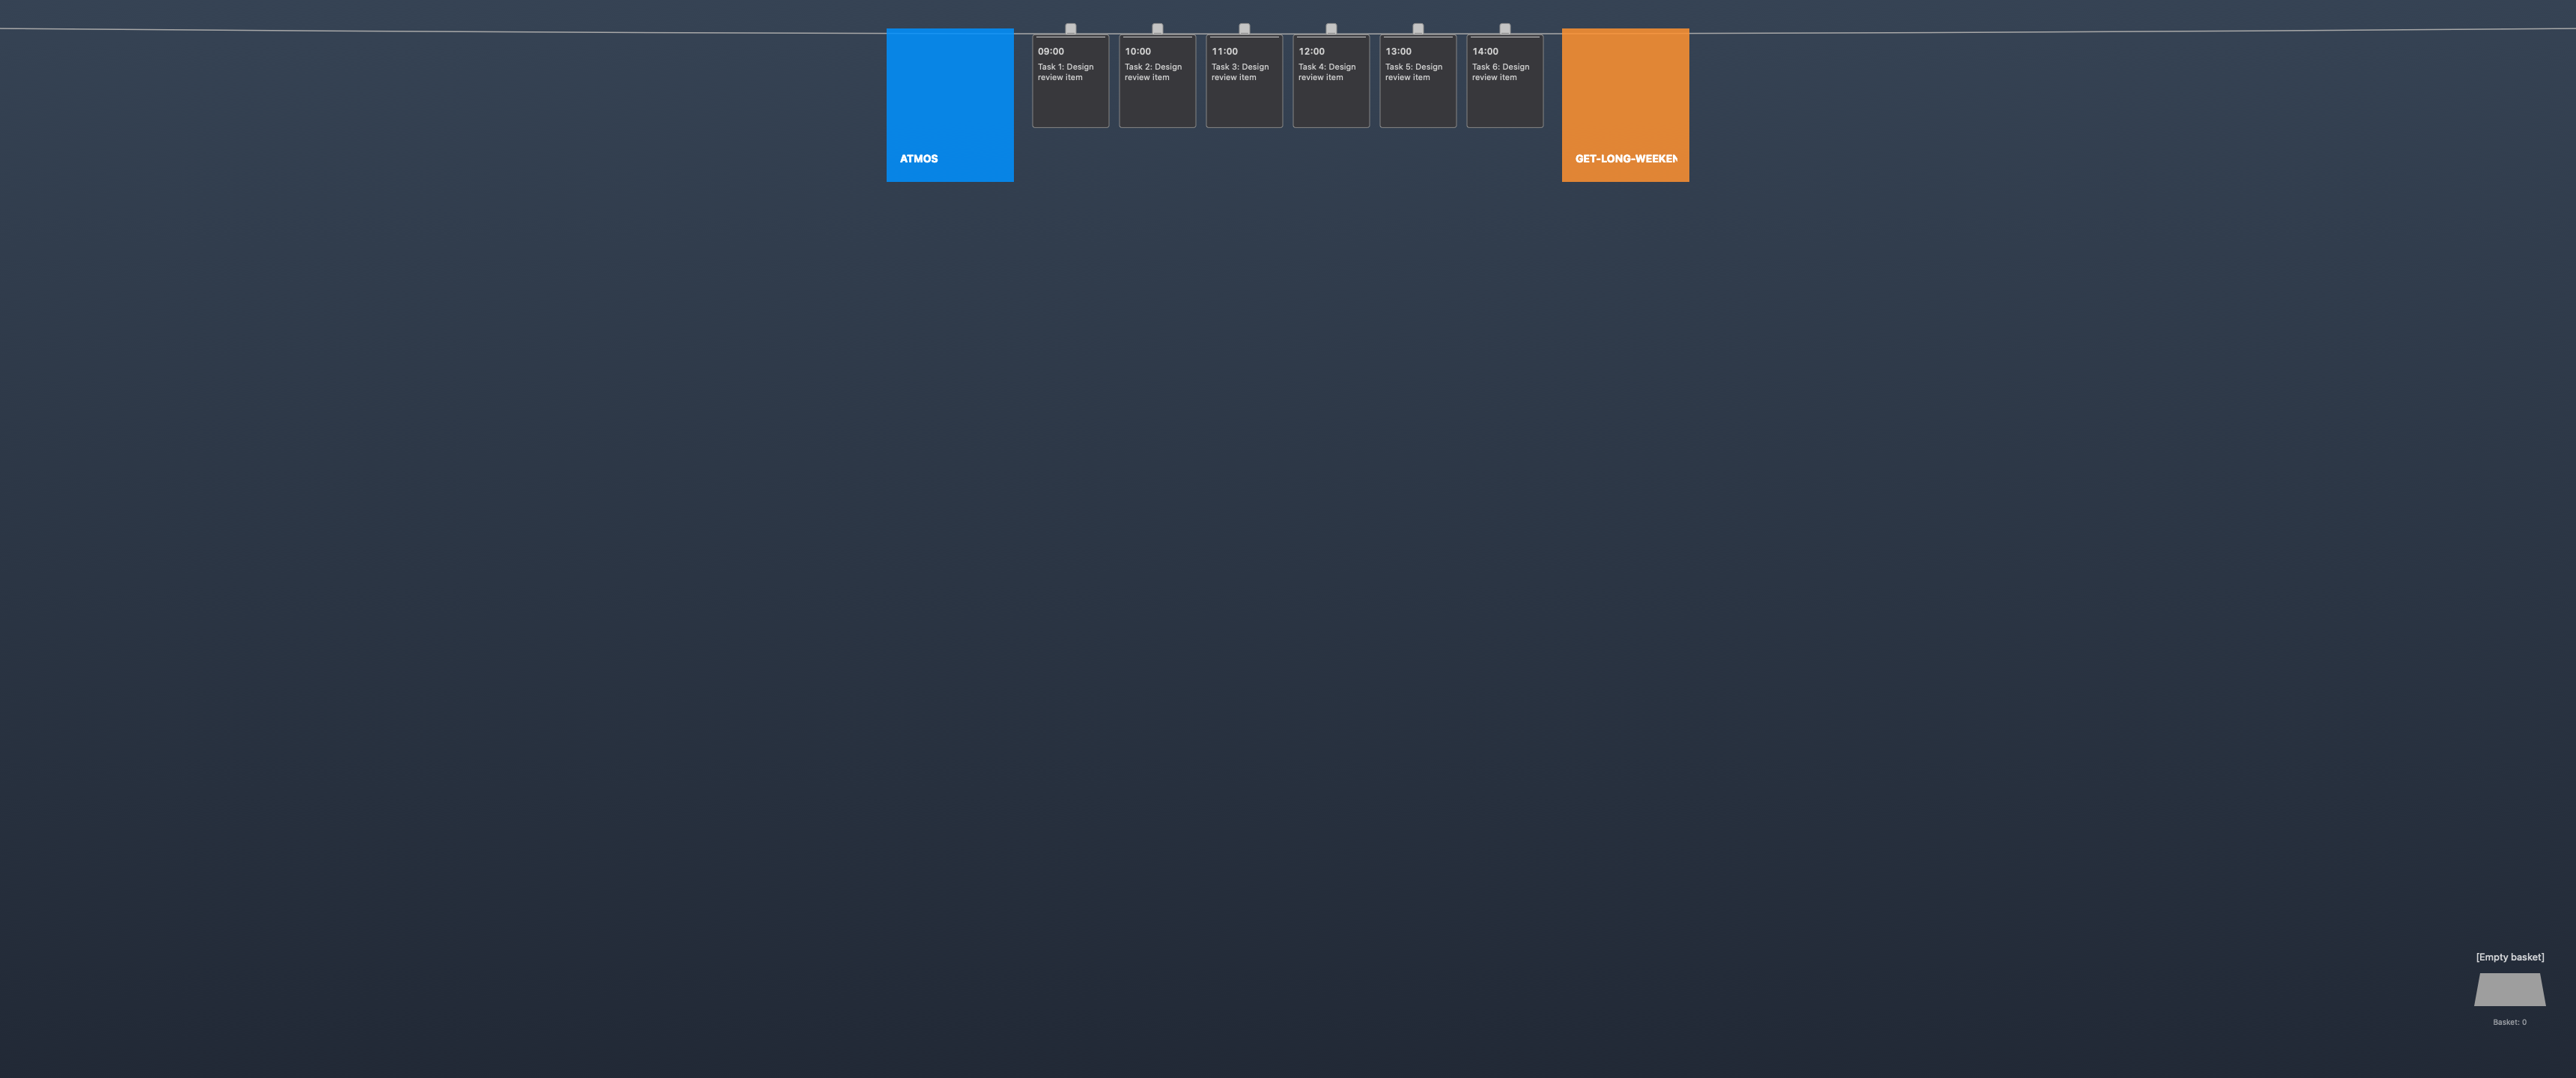 09:00
Task 1: Design
review item
10:00
Task 2: Design
review item
11:00
Task 3: Design
review item
12:00
Task 4: Design
review item
13:00
Task 5: Design
review item
14:00
Task 6: Design
review item
ATMOS
GET-LONG-WEEKEN
[Empty basket]
Basket: 0